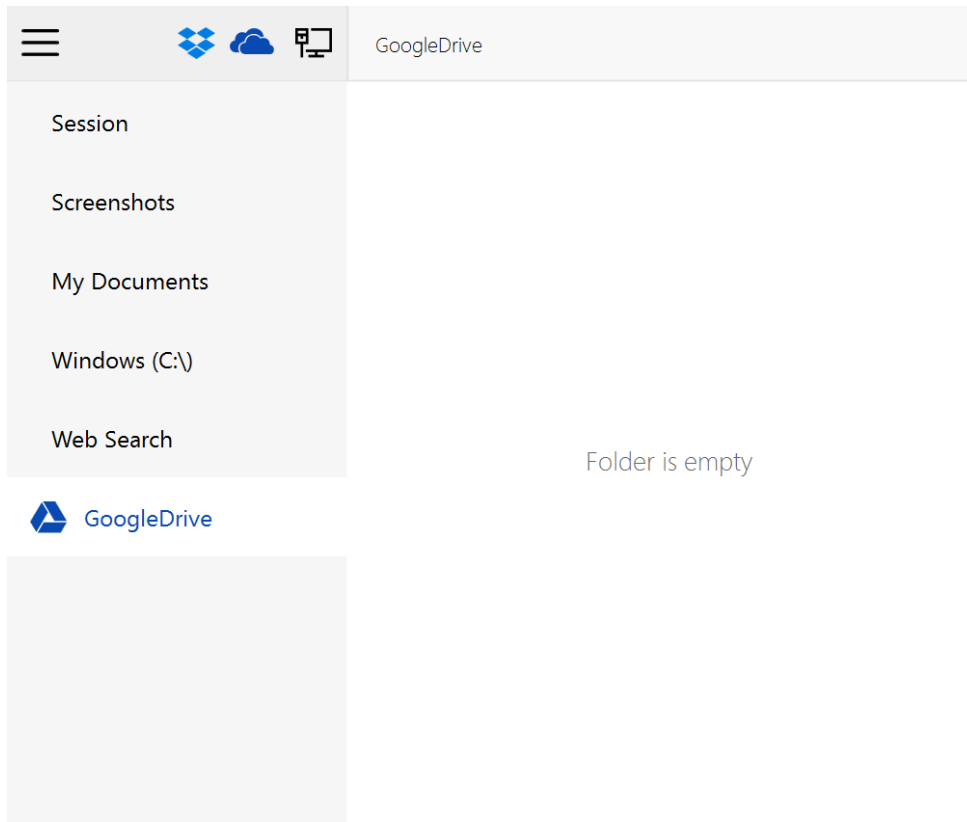 GoogleDrive
Session
Screenshots
My Documents
Windows (C:\)
Web Search
GoogleDrive
Folder is empty